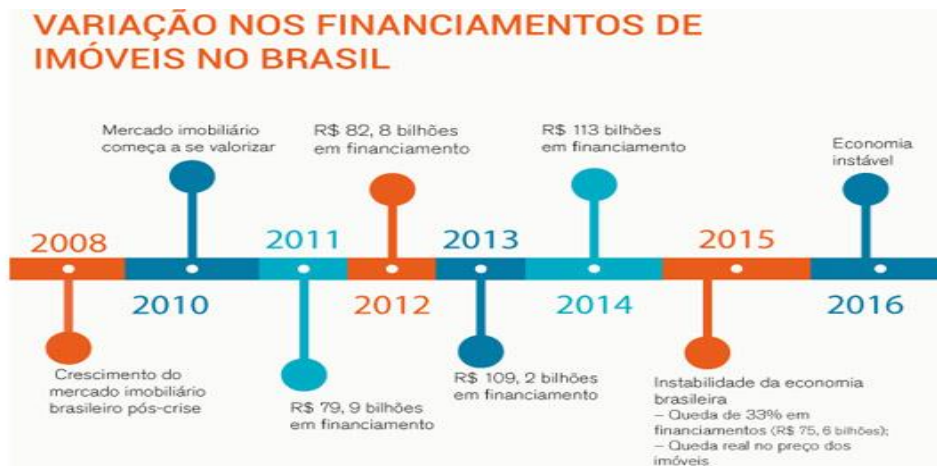 VARIAÇÃO NOS FINANCIAMENTOS DE
IMÓVEIS NO BRASIL
Mercado imobiliário
começa a se valorizar
R$ 82, 8 bilhões
em financiamento
R$ 113 bilhões
em financiamento
Economia
instável
2008
2011
2013
2015
2010
2012
2014
2016
Crescimento do
mercado imobiliário
brasileiro pós-crise
R$ 79, 9 bilhões
em financiamento
R$ 109, 2 bilhões
em financiamento
Instabilidade da economia
brasileira
– Queda de 33% em
financiamentos (R$ 75, 6 bilhões);
– Queda real no preço dos
imóveis